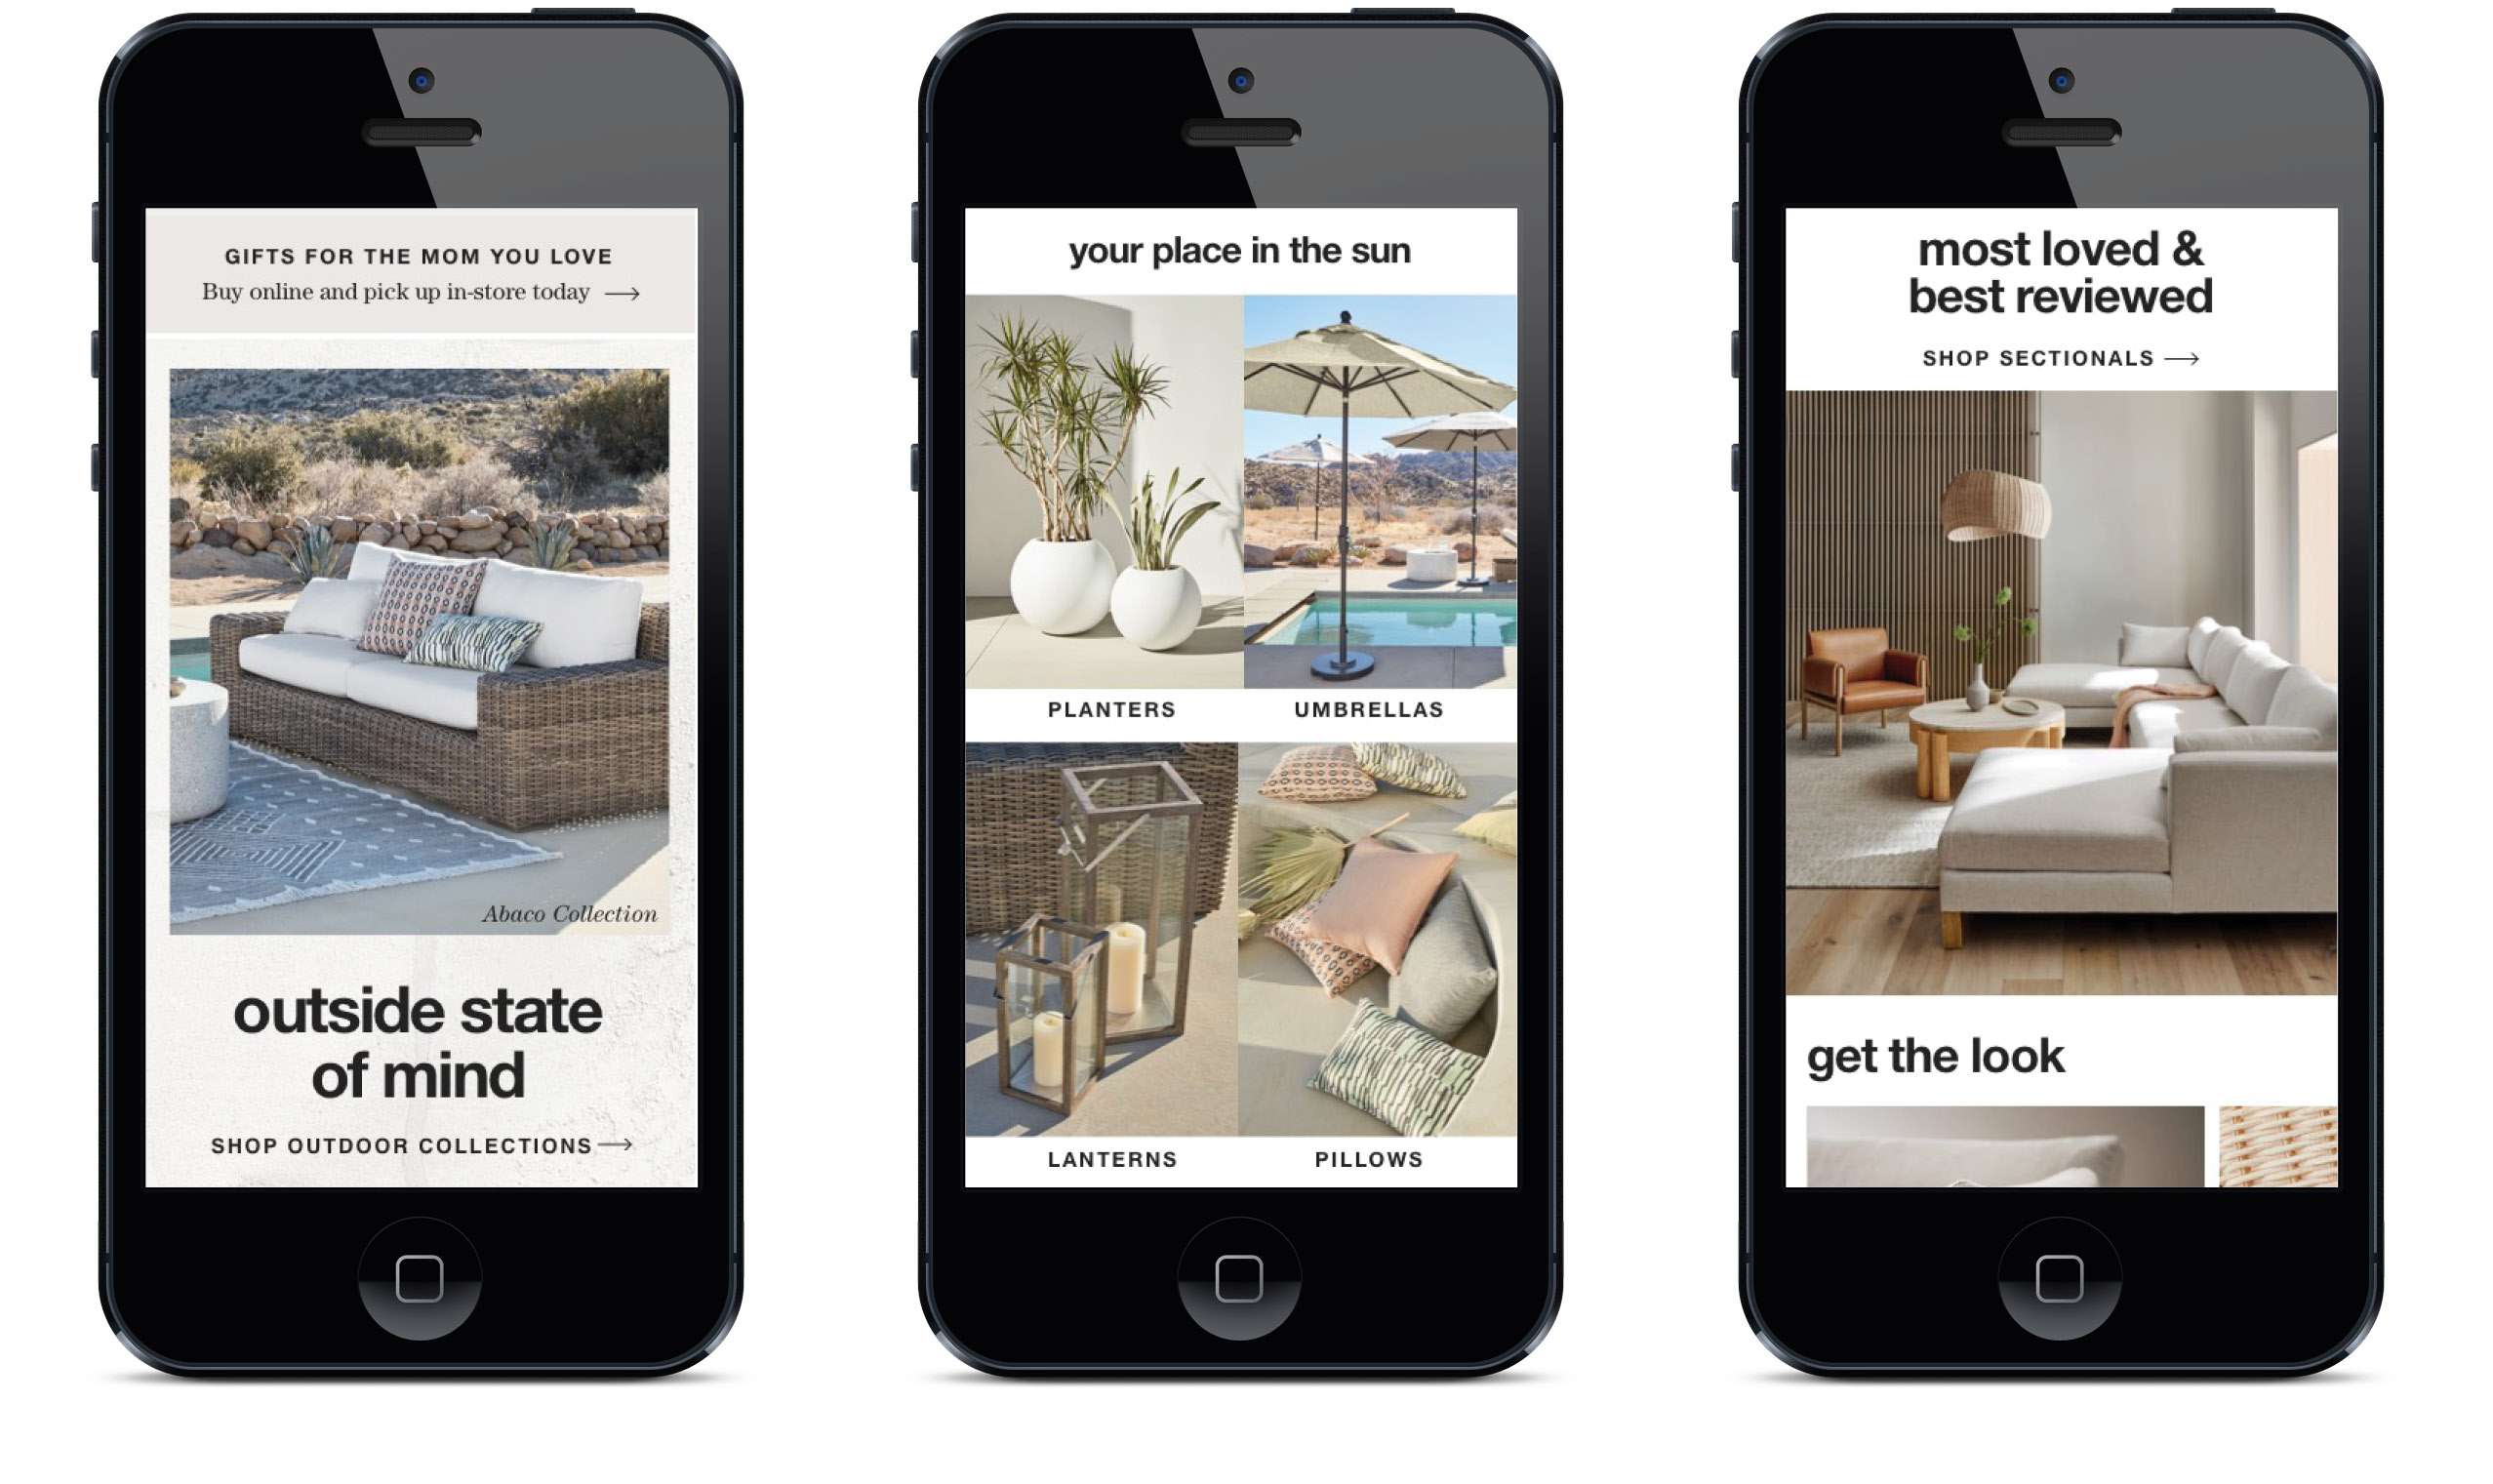 GIFTS FOR THE MOM YOU LOVE
Buy online and pick up in-store today →
Abaco Collection
outside state
of mind
SHOP OUTDOOR COLLECTIONS →
your place in the sun
PLANTERS
UMBRELLAS
LANTERNS
PILLOWS
most loved &
best reviewed
SHOP SECTIONALS →
get the look